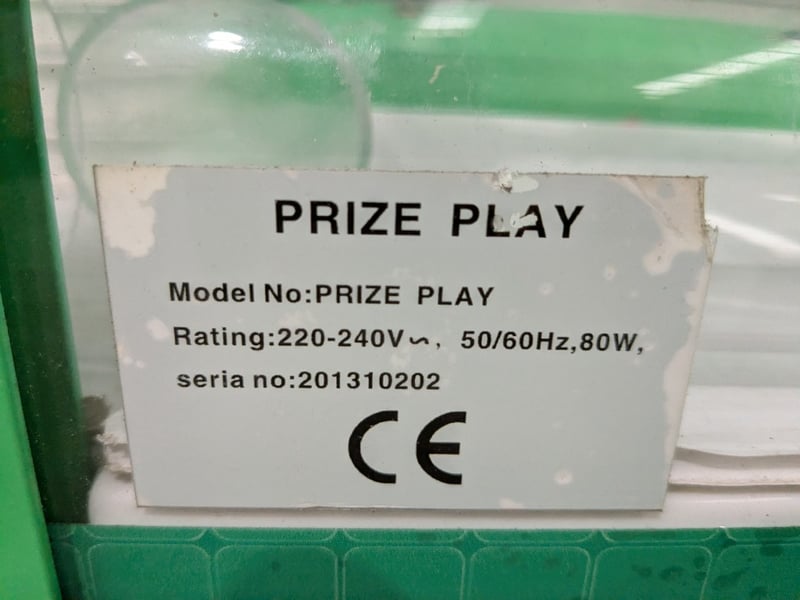 PRIZE PLAY
Model No:PRIZE PLAY
Rating:220-240V~, 50/60Hz,80W,
seria no:201310202
CE